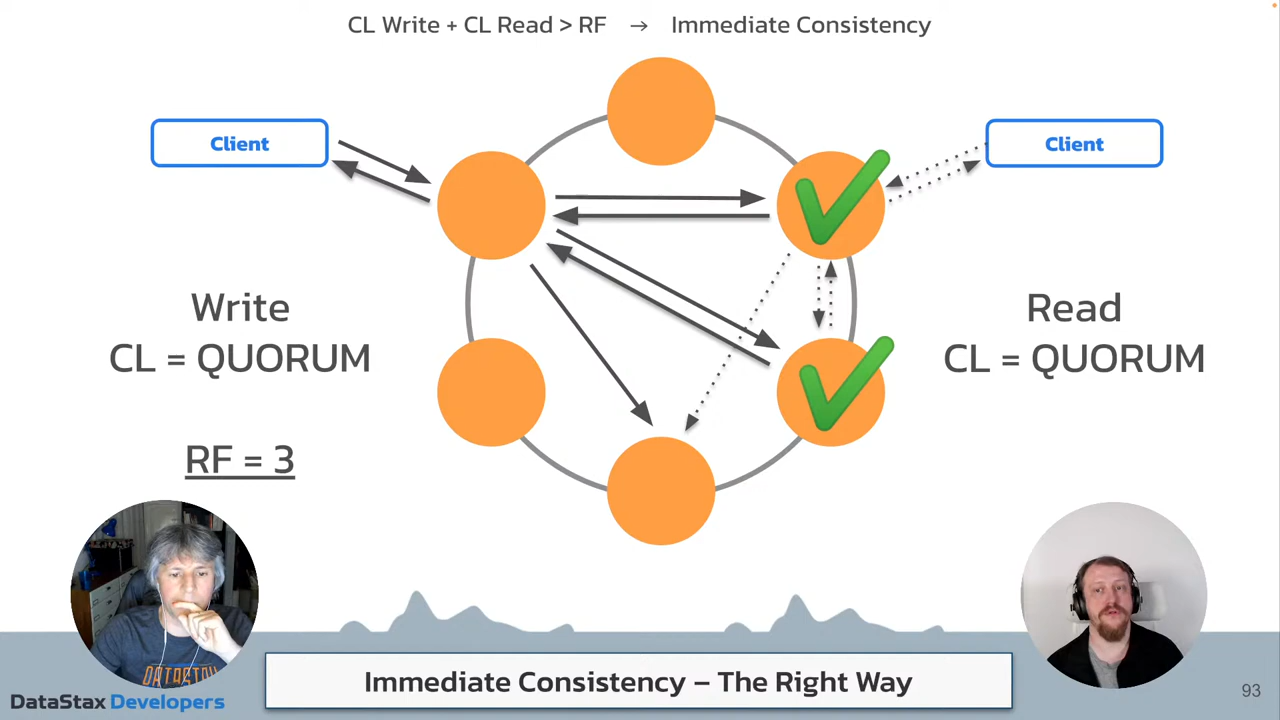 CL Write + CL Read > RF → Immediate Consistency
Client
Client
Write
CL = QUORUM
RF = 3
Read
CL = QUORUM
DATASTAX
Immediate Consistency – The Right Way
DataStax Developers
93